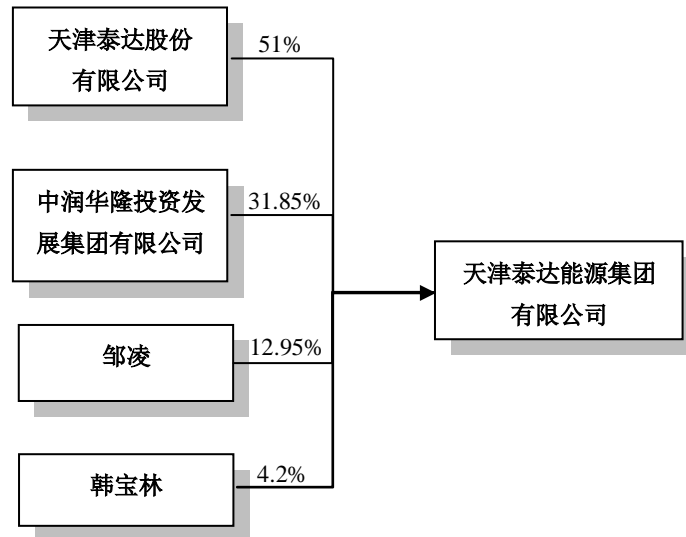 天津泰达股份
有限公司
51%
中润华隆投资发
展集团有限公司
31.85%
天津泰达能源集团
有限公司
邹凌
12.95%
韩宝林
4.2%